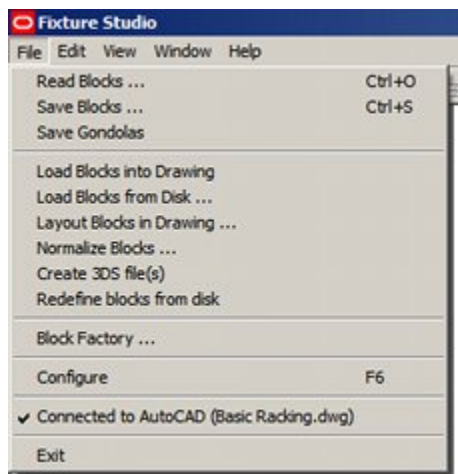 Fixture Studio
File Edit View Window Help
Read Blocks ... Ctrl+O
Save Blocks ... Ctrl+S
Save Gondolas
Load Blocks into Drawing
Load Blocks from Disk ...
Layout Blocks in Drawing ...
Normalize Blocks ...
Create 3DS file(s)
Redefine blocks from disk
Block Factory ...
Configure F6
Connected to AutoCAD (Basic Racking.dwg)
Exit